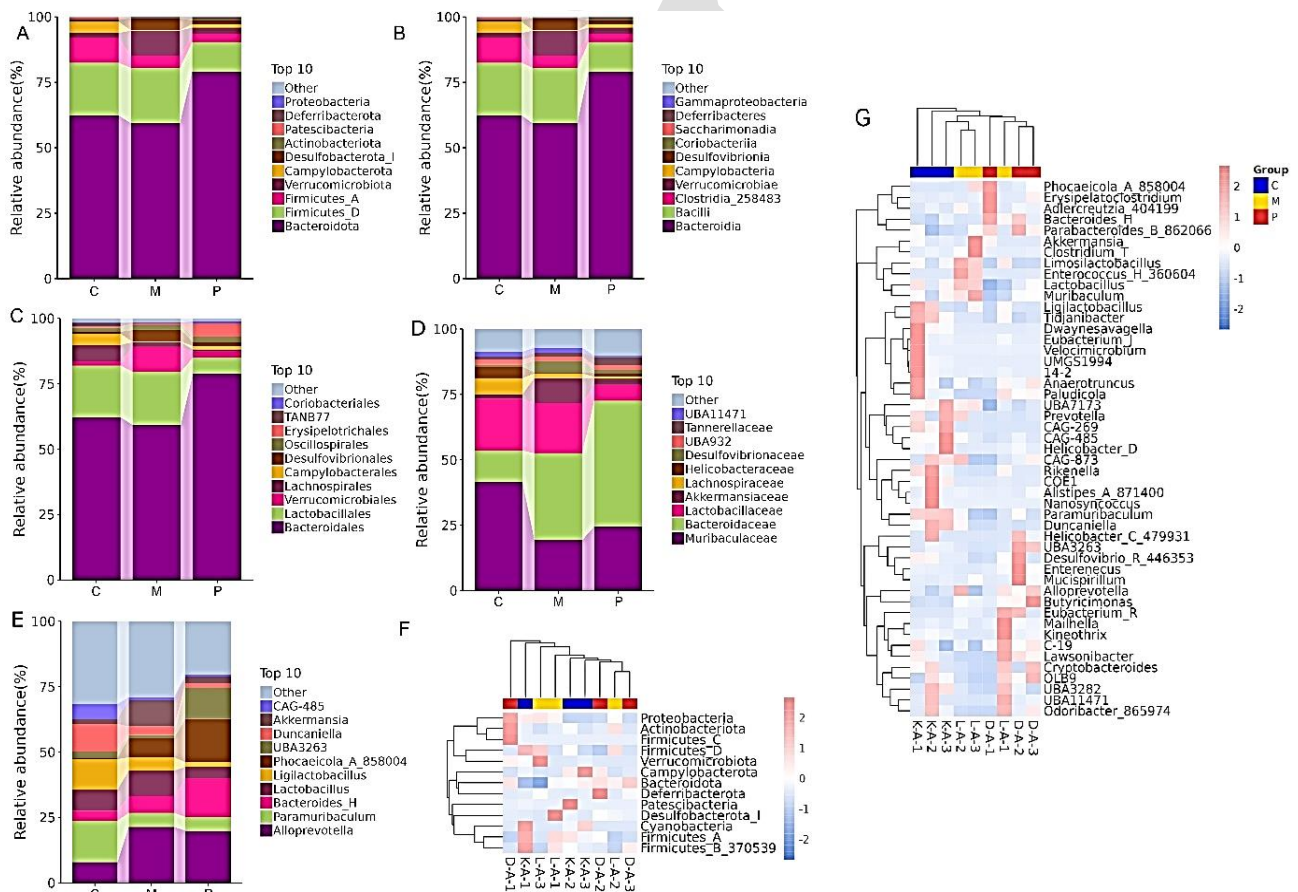 A
Relative abundance(%)
100
75
50
25
0
C M P
Top 10
Other
Proteobacteria
Deferribacterota
Patescibacteria
Actinobacteriota
Desulfobacterota_I
Campylobacterota
Verrucomicrobiota
Firmicutes_A
Firmicutes_D
Bacteroidota
B
Relative abundance(%)
100
75
50
25
0
C M P
Top 10
Other
Gammaproteobacteria
Deferribacteres
Saccharimonadia
Coriobacteriia
Desulfovibrionia
Campylobacteria
Verrucomicrobiae
Clostridia_258483
Bacilli
Bacteroidia
C
Relative abundance(%)
100
75
50
25
0
C M P
Top 10
Other
Coriobacteriales
TANB77
Erysipelotrichales
Oscillospirales
Desulfovibrionales
Campylobacterales
Lachnospirales
Verrucomicrobiales
Lactobacillales
Bacteroidales
D
Relative abundance(%)
100
75
50
25
0
C M P
Top 10
Other
UBA11471
Tannerellaceae
UBA932
Desulfovibrionaceae
Helicobacteraceae
Lachnospiraceae
Akkermansiaceae
Lactobacillaceae
Bacteroidaceae
Muribaculaceae
E
Relative abundance(%)
100
75
50
25
0
C M P
Top 10
Other
CAG-485
Akkermansia
Duncaniella
UBA3263
Phocaeicola_A_858004
Ligilactobacillus
Lactobacillus
Bacteroides_H
Paramuribaculum
Alloprevotella
F
Proteobacteria
Actinobacteriota
Firmicutes_C
Firmicutes_D
Verrucomicrobiota
Campylobacterota
Bacteroidota
Deferribacterota
Patescibacteria
Desulfobacterota_I
Cyanobacteria
Firmicutes_A
Firmicutes_B_370539
D-A-1
K-A-1
L-A-3
L-A-1
K-A-2
K-A-3
D-A-2
L-A-2
D-A-3
2
1
0
-1
-2
G
Phocaeicola_A_858004
Erysipelatoclostridium
Adlercreutzia_404199
Bacteroides_H
Parabacteroides_B_862066
Akkermansia
Clostridium_T
Limosilactobacillus
Enterococcus_H_360604
Lactobacillus
Muribaculum
Ligilactobacillus
Tidjanibacter
Dwaynesavagella
Eubacterium_J
Velocimicrobium
UMGS1994
14-2
Anaerotruncus
Paludicola
UBA7173
Prevotella
CAG-269
CAG-485
Helicobacter_D
CAG-873
Rikenella
COE1
Alistipes_A_871400
Nanosyncoccus
Paramuribaculum
Duncaniella
Helicobacter_C_479931
UBA3263
Desulfovibrio_R_446353
Enterenecus
Mucispirillum
Alloprevotella
Butyricimonas
Eubacterium_R
Mailhella
Kineothrix
C-19
Lawsonibacter
Cryptobacteroides
OLB9
UBA3282
UBA11471
Odoribacter_865974
K-A-1
K-A-2
K-A-3
L-A-2
L-A-3
D-A-1
L-A-1
D-A-2
D-A-3
2
1
0
-1
-2
Group
C
M
P